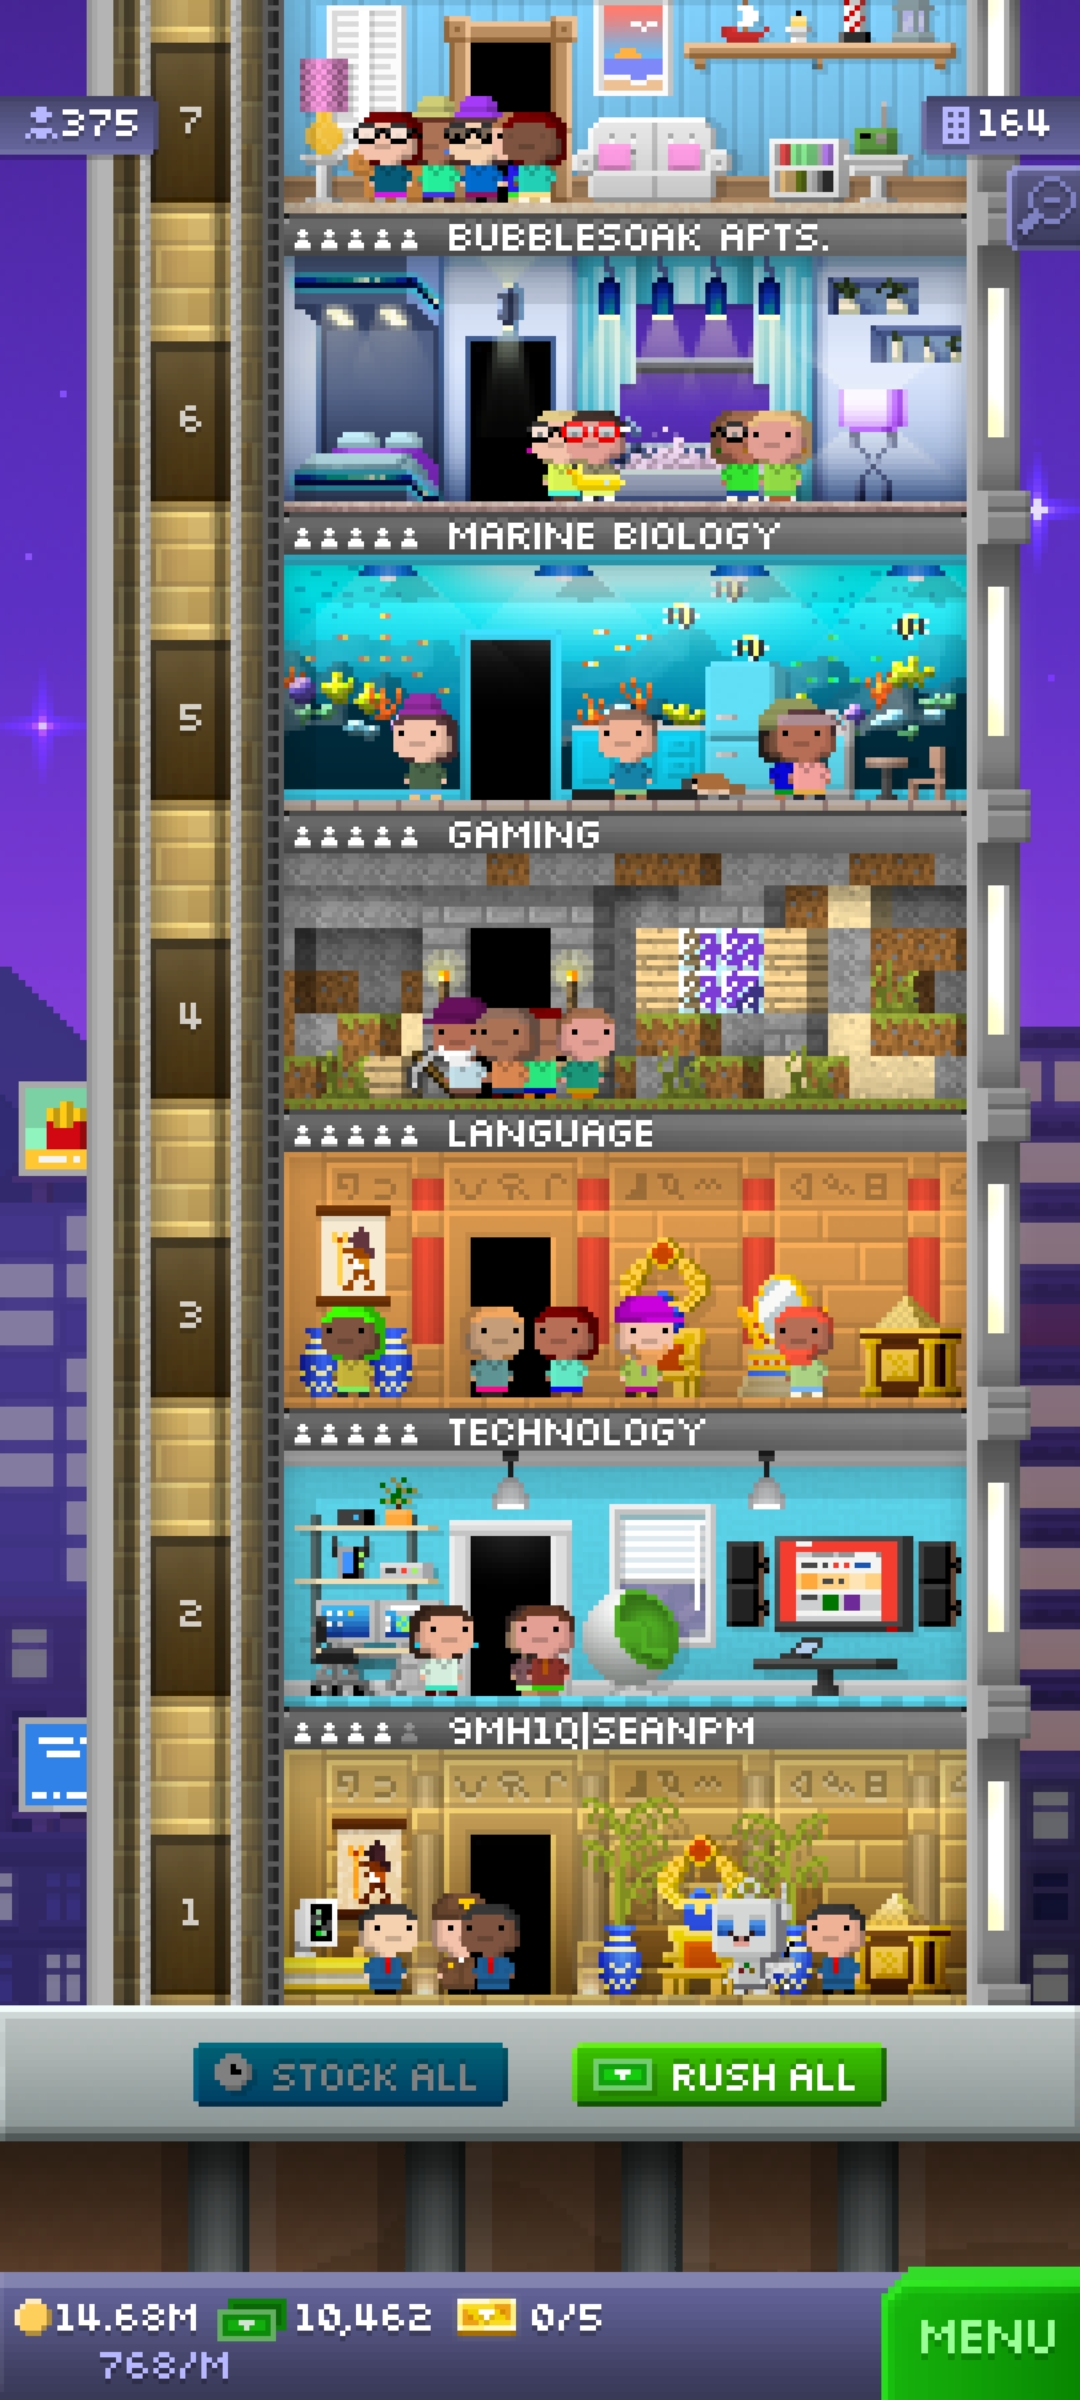 375
7
164
BUBBLESOAK APTS.
6
MARINE BIOLOGY
5
GAMING
4
LANGUAGE
3
TECHNOLOGY
2
9MH1Q|SEANPM
1
STOCK ALL
RUSH ALL
14.68M
10,462
0/5
768/M
MENU